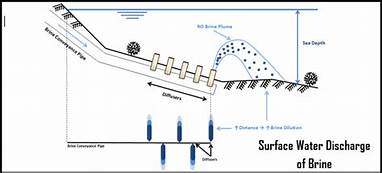 RO Brine Plume
Sea Depth
Brine Conveyance Pipe
Diffusers
↑ Distance → ↑ Brine Dilution
Brine Conveyance Pipe
Diffusers
Surface Water Discharge
of Brine